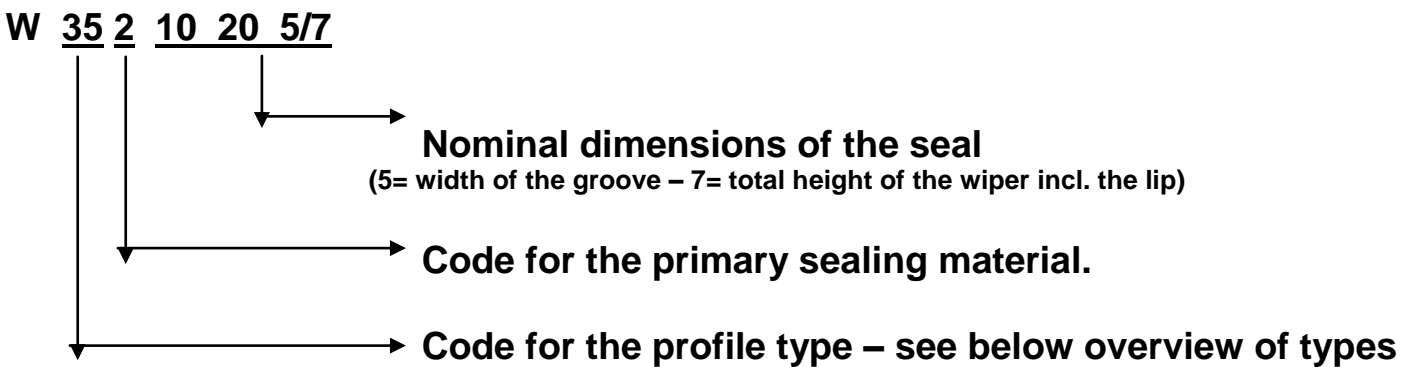 W 35 2 10 20 5/7
Nominal dimensions of the seal
(5= width of the groove – 7= total height of the wiper incl. the lip)
Code for the primary sealing material.
Code for the profile type – see below overview of types